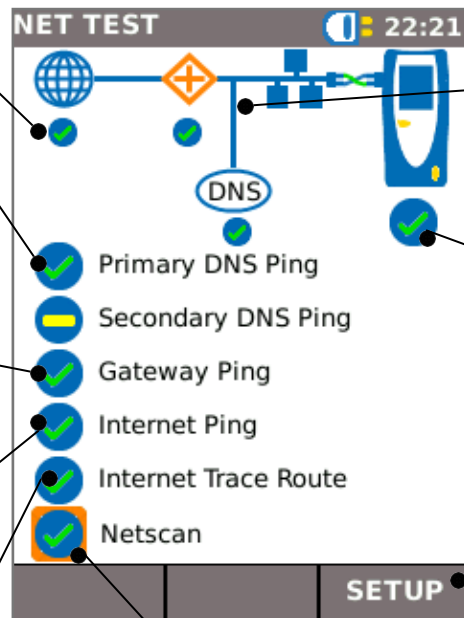 NET TEST 22:21
DNS
Primary DNS Ping
Secondary DNS Ping
Gateway Ping
Internet Ping
Internet Trace Route
Netscan
SETUP